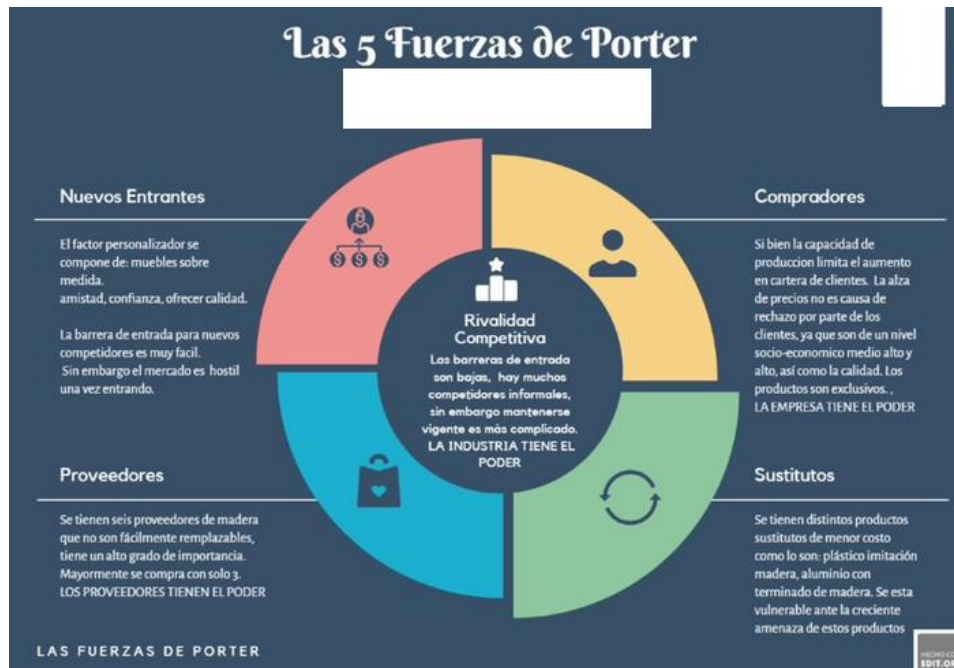 Las 5 Fuerzas de Porter
Nuevos Entrantes
El factor personalizador se
compone de: muebles sobre
medida.
amistad, confianza, ofrecer calidad.
La barrera de entrada para nuevos
competidores es muy facil.
Sin embargo el mercado es hostil
una vez entrando.
Compradores
Si bien la capacidad de
produccion limita el aumento
en cartera de clientes. La alza
de precios no es causa de
rechazo por parte de los
clientes, ya que son de un nivel
socio-economico medio alto y
alto, así como la calidad. Los
productos son exclusivos. ,
LA EMPRESA TIENE EL PODER
Rivalidad
Competitiva
Las barreras de entrada
son bajas, hay muchos
competidores informales,
sin embargo mantenerse
vigente es más complicado.
LA INDUSTRIA TIENE EL
PODER
Proveedores
Se tienen seis proveedores de madera
que no son fácilmente remplazables,
tiene un alto grado de importancia.
Mayormente se compra con solo 3.
LOS PROVEEDORES TIENEN EL PODER
Sustitutos
Se tienen distintos productos
sustitutos de menor costo
como lo son: plástico imitación
madera, aluminio con
terminado de madera. Se esta
vulnerable ante la creciente
amenaza de estos productos
LAS FUERZAS DE PORTER
HECHO CO
EDIT.OR